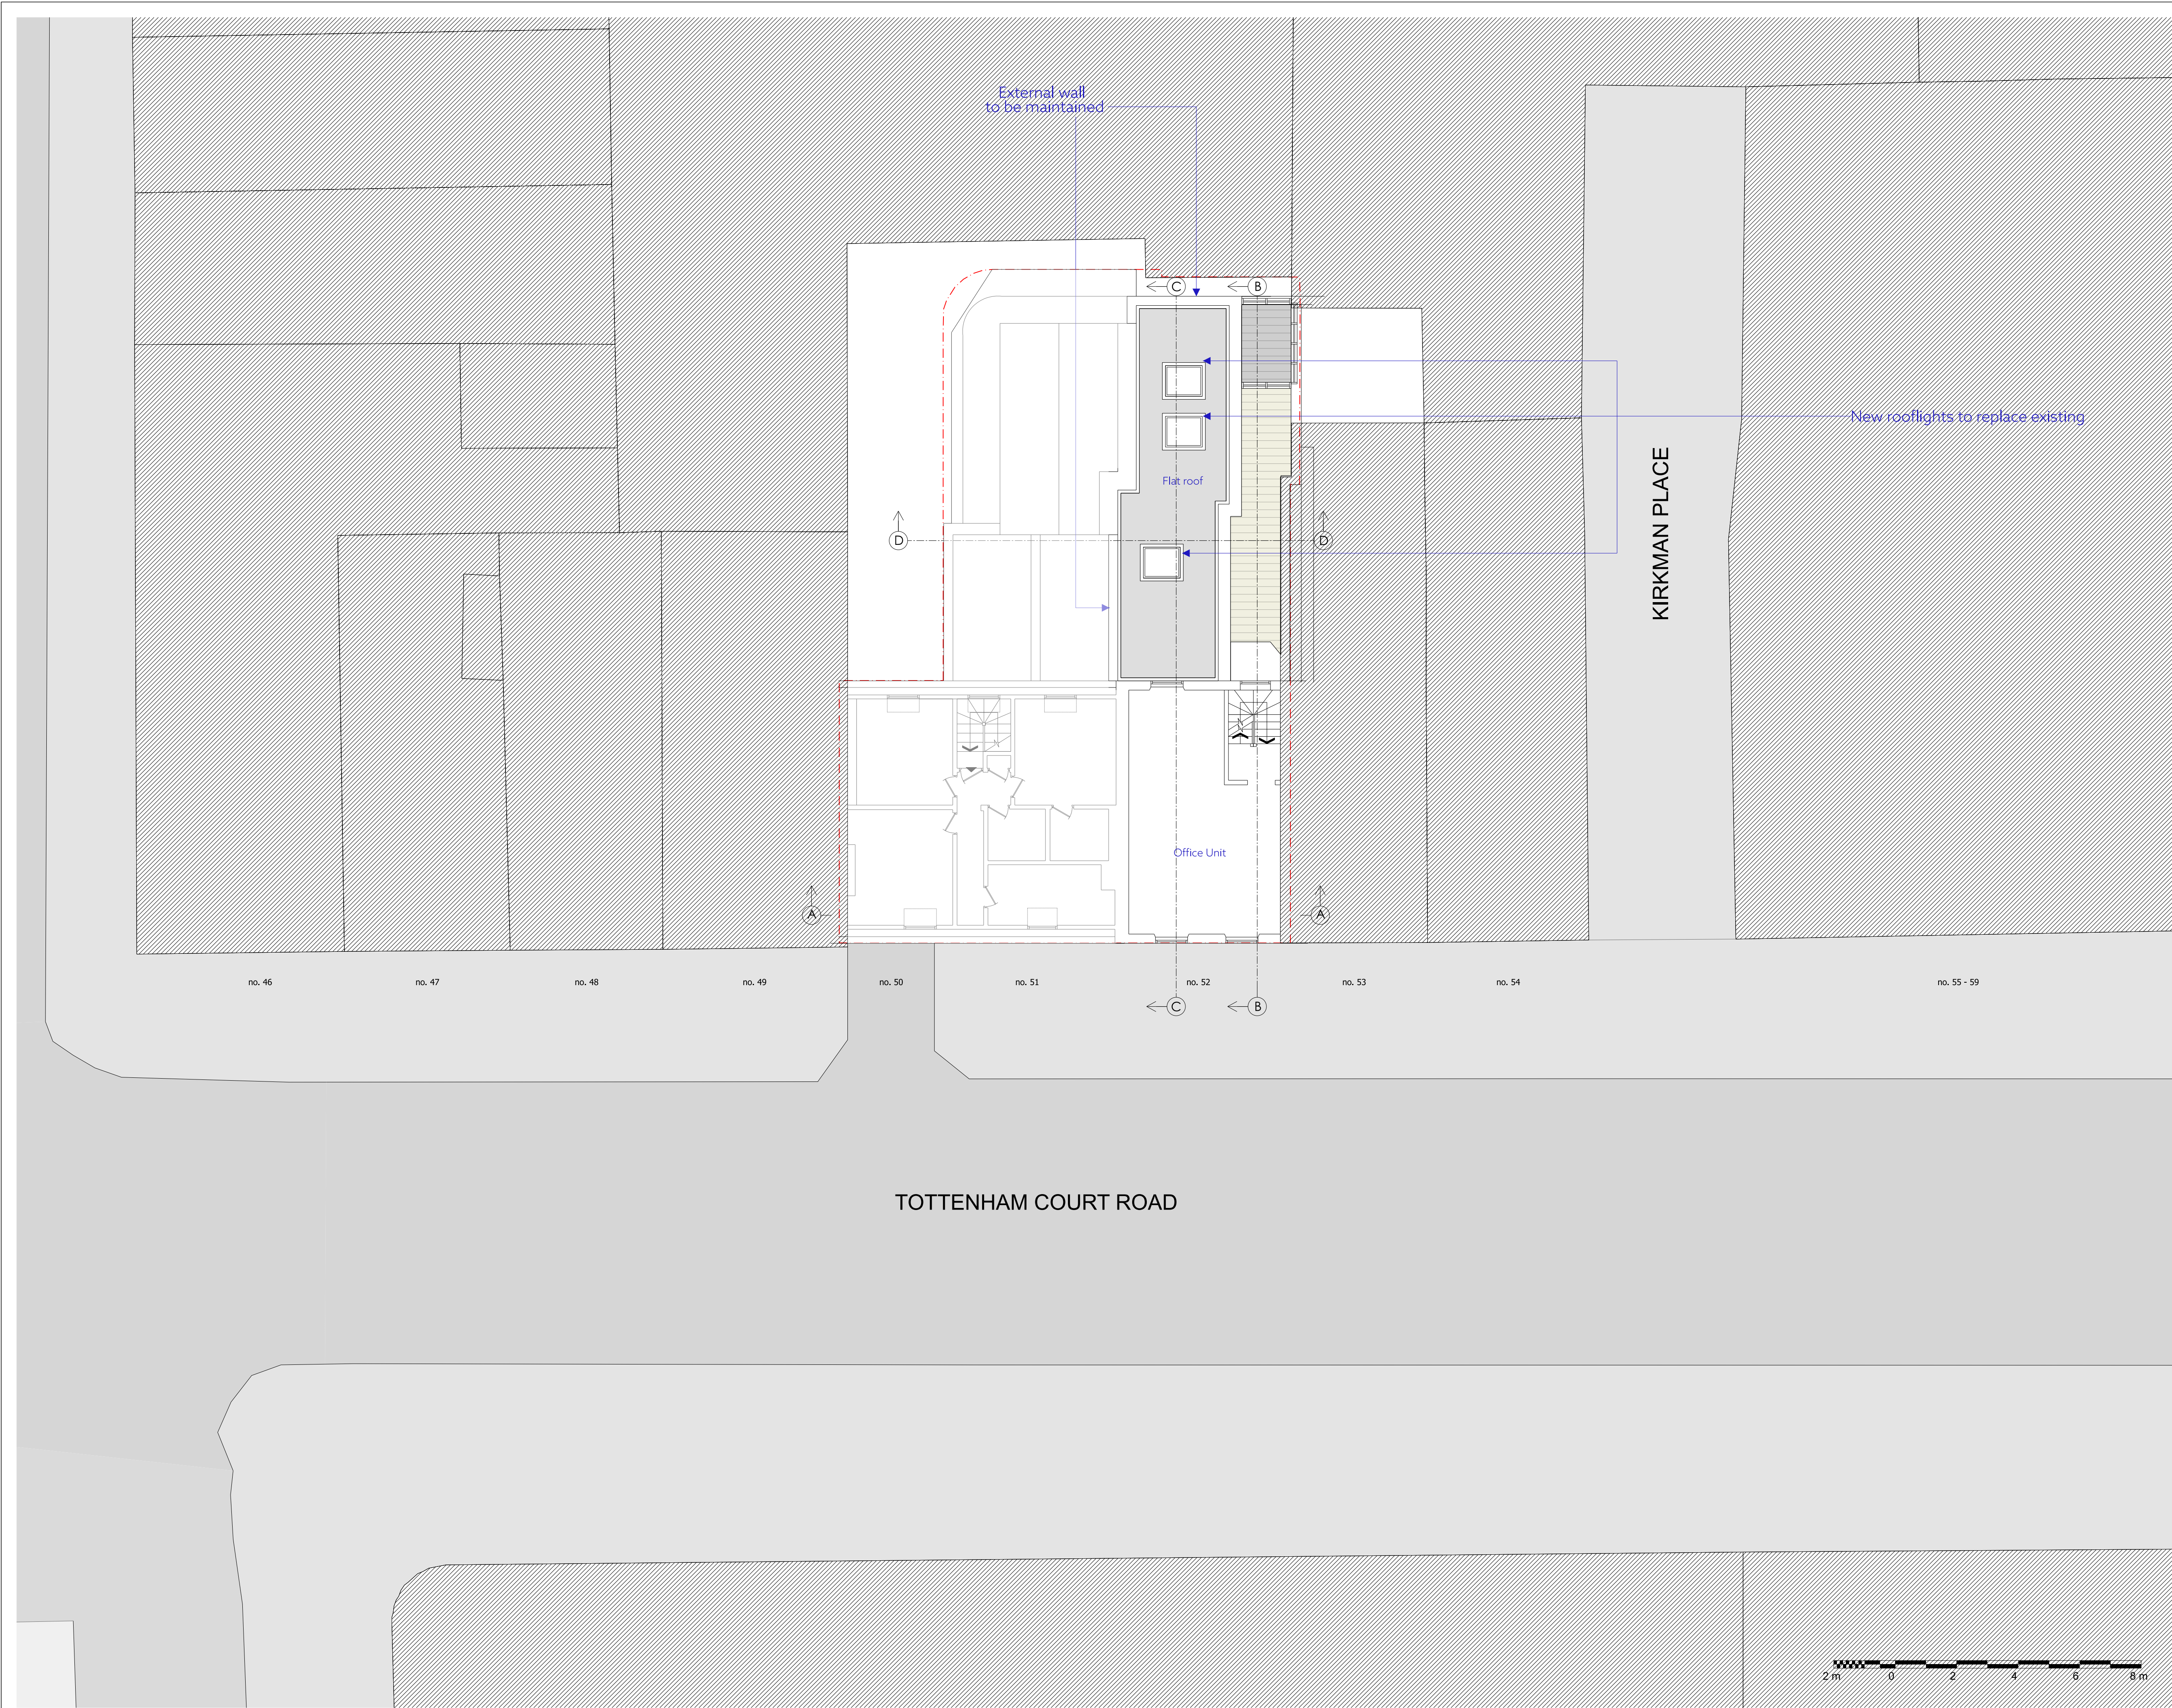 External wall
to be maintained
C
B
New rooflights to replace existing
Flat roof
KIRKMAN PLACE
D
D
Office Unit
A
A
no. 46
no. 47
no. 48
no. 49
no. 50
no. 51
no. 52
no. 53
no. 54
no. 55 - 59
C
B
TOTTENHAM COURT ROAD
2 m
0
2
4
6
8 m